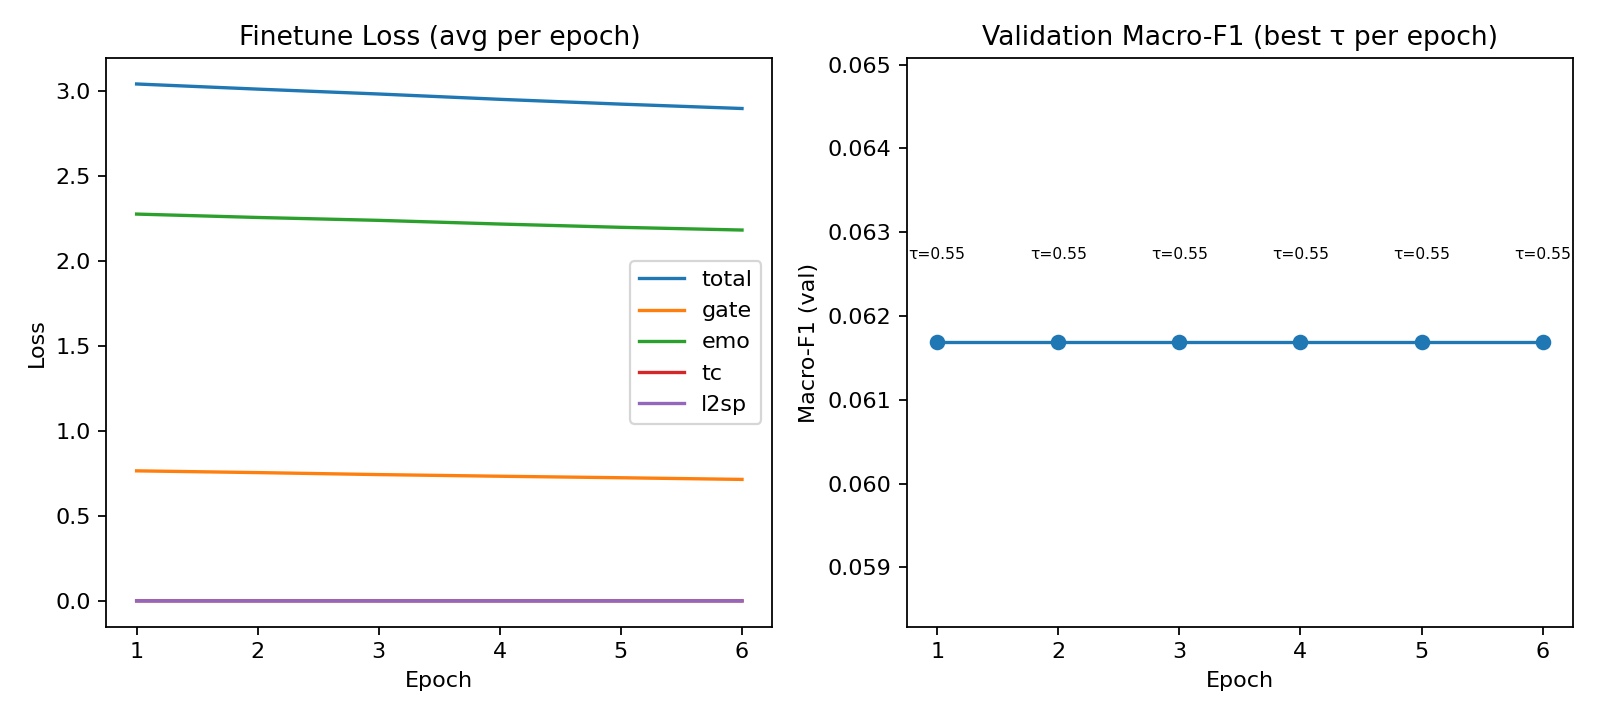 Finetune Loss (avg per epoch)
3.0
2.5
2.0
1.5
1.0
0.5
0.0
Loss
total
gate
emo
tc
l2sp
1 2 3 4 5 6
Epoch
Validation Macro-F1 (best τ per epoch)
0.065
0.064
0.063
0.062
0.061
0.060
0.059
Macro-F1 (val)
τ=0.55 τ=0.55 τ=0.55 τ=0.55 τ=0.55 τ=0.55
1 2 3 4 5 6
Epoch